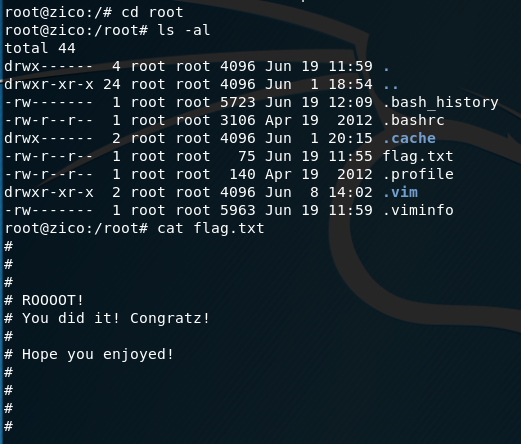 root@zico:/# cd root
root@zico:/root# ls -al
total 44
drwx------  4 root root 4096 Jun 19 11:59 .
drwxr-xr-x 24 root root 4096 Jun  1 18:54 ..
-rw-------  1 root root 5723 Jun 19 12:09 .bash_history
-rw-r--r--  1 root root 3106 Apr 19  2012 .bashrc
drwx------  2 root root 4096 Jun  1 20:15 .cache
-rw-r--r--  1 root root   75 Jun 19 11:55 flag.txt
-rw-r--r--  1 root root  140 Apr 19  2012 .profile
drwxr-xr-x  2 root root 4096 Jun  8 14:02 .vim
-rw-------  1 root root 5963 Jun 19 11:59 .viminfo
root@zico:/root# cat flag.txt
#
#
#
# ROOOOT!
# You did it! Congratz!
#
# Hope you enjoyed!
#
#
#
#